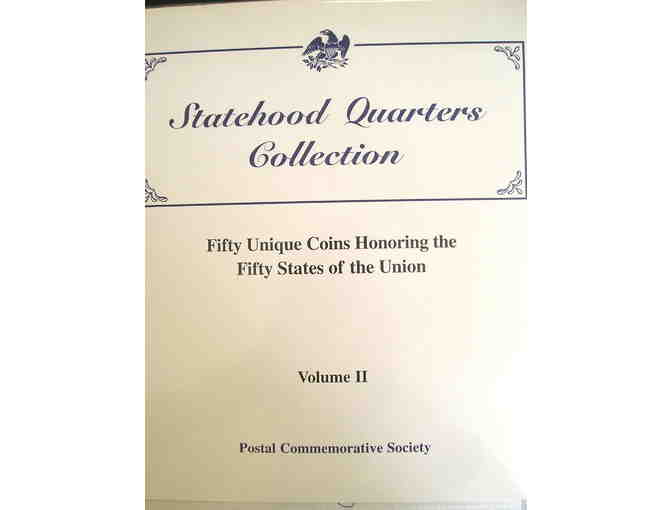 Statehood Quarters
Collection
Fifty Unique Coins Honoring the
Fifty States of the Union
Volume II
Postal Commemorative Society